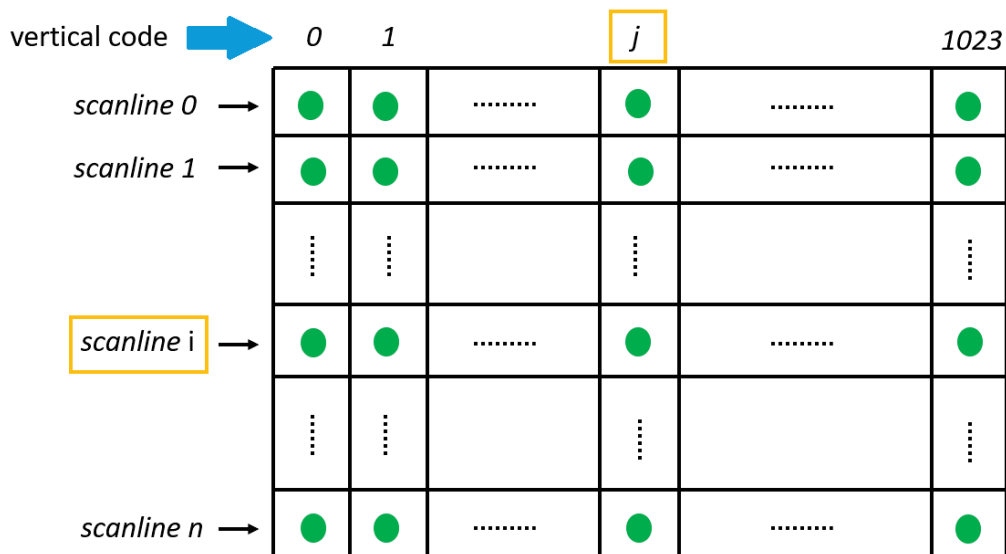 vertical code 0 1 j 1023
scanline 0
scanline 1
scanline i
scanline n